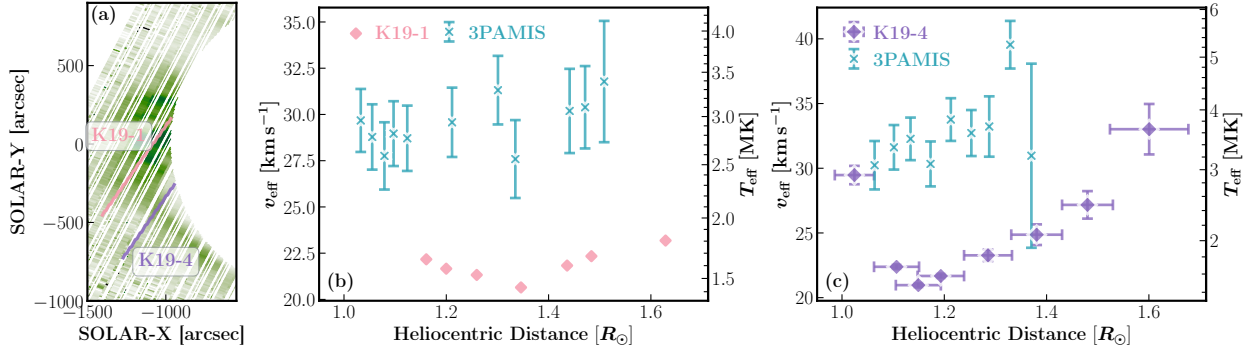 (a)
K19-1
K19-4
500
0
−500
−1000
−1500
−1000
SOLAR-Y [arcsec]
SOLAR-X [arcsec]
K19-1
3PAMIS
35.0
32.5
30.0
27.5
25.0
22.5
20.0
v_eff [km s⁻¹]
4.0
3.5
3.0
2.5
2.0
1.5
T_eff [MK]
(b)
1.0
1.2
1.4
1.6
Heliocentric Distance [R☉]
K19-4
3PAMIS
40
35
30
25
20
v_eff [km s⁻¹]
6
5
4
3
2
T_eff [MK]
(c)
1.0
1.2
1.4
1.6
Heliocentric Distance [R☉]